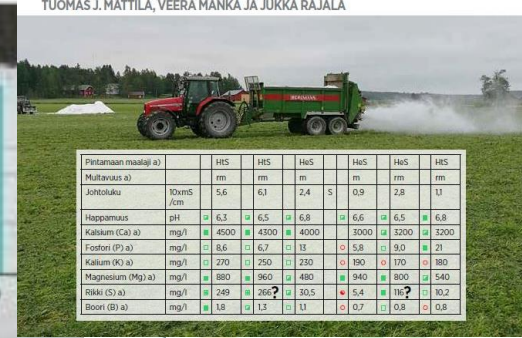 TUOMAS J. MATTILA, VEERA MANKA JA JUKKA RAJALA
BERGMANN
Pintamaan maalaji a) HtS HtS HeS HeS HeS HtS
Multavuus a) rm rm rm rm rm rm
Johtoluku 10xmS/cm 5,6 6,1 2,4 S 0,9 2,8 1,1
Happamuus pH 6,3 6,5 6,8 6,6 6,5 6,8
Kalsium (Ca) a) mg/l 4500 4300 4000 3000 3200 3200
Fosfori (P) a) mg/l 8,6 6,7 13 5,8 9,0 21
Kalium (K) a) mg/l 270 250 230 190 170 180
Magnesium (Mg) a) mg/l 880 960 480 940 800 540
Rikki (S) a) mg/l 249 266? 30,5 5,4 116? 10,2
Boori (B) a) mg/l 1,8 1,3 1,1 0,7 0,8 0,8